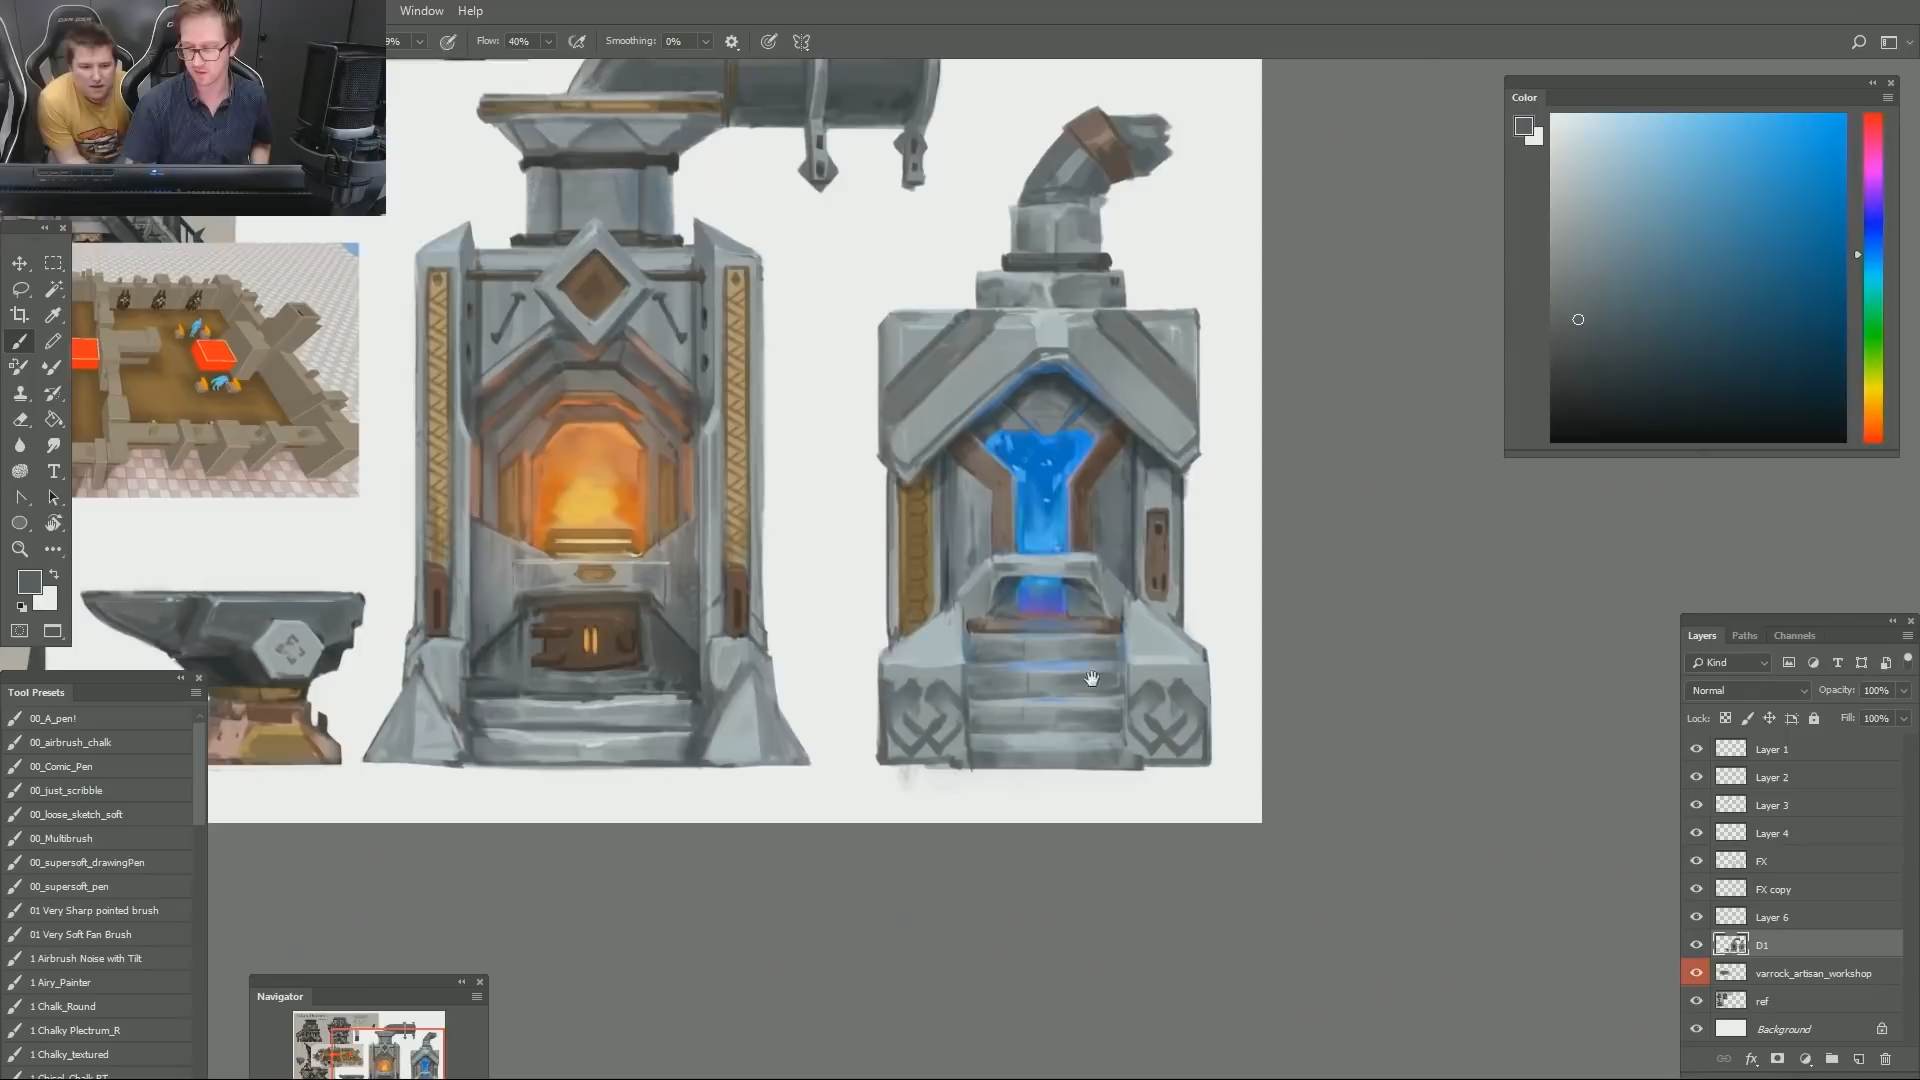 Window Help
9% Flow: 40% Smoothing: 0%
Color
Tool Presets
00_A_pen!
00_airbrush_chalk
00_Comic_Pen
00_just_scribble
00_loose_sketch_soft
00_Multibrush
00_supersoft_drawingPen
00_supersoft_pen
01 Very Sharp pointed brush
01 Very Soft Fan Brush
1 Airbrush Noise with Tilt
1 Airy_Painter
1 Chalk_Round
1 Chalky Plectrum_R
1 Chalky_textured
Navigator
Layers Paths Channels
Kind
Normal Opacity: 100%
Lock: Fill: 100%
Layer 1
Layer 2
Layer 3
Layer 4
FX
FX copy
Layer 6
D1
varrock_artisan_workshop
ref
Background